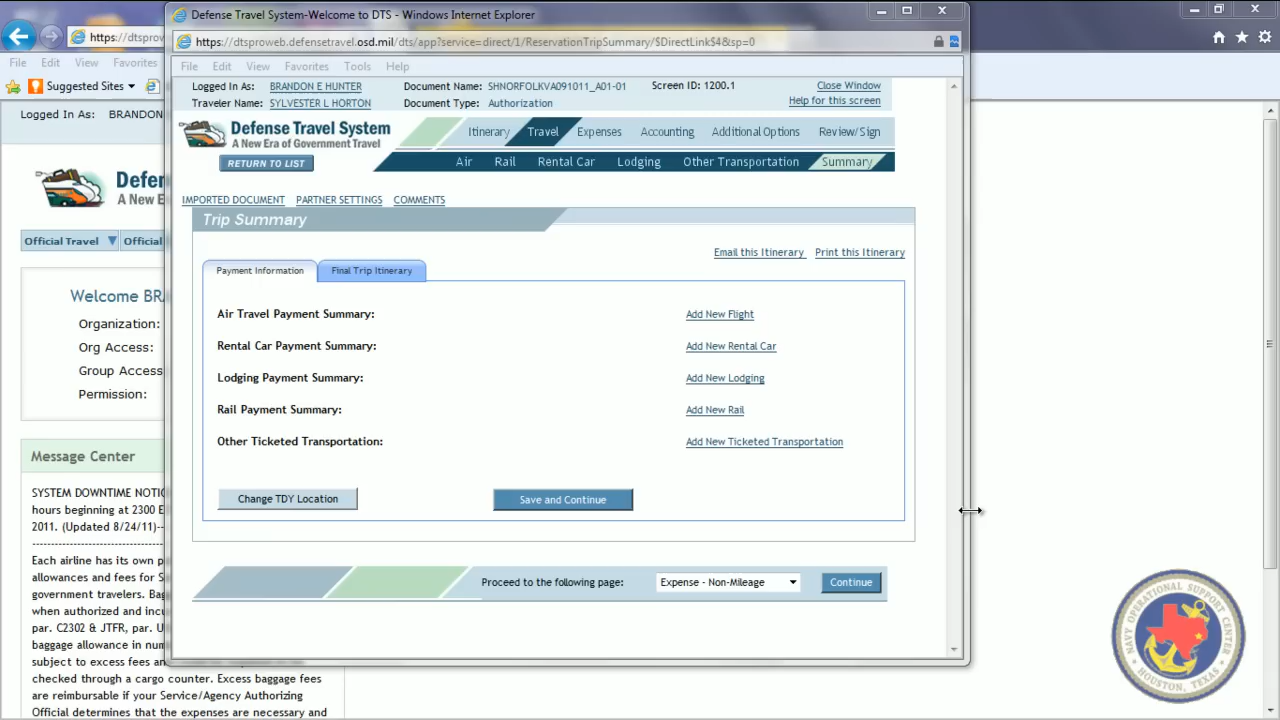 Defense Travel System-Welcome to DTS - Windows Internet Explorer
https://dtsproweb.defensetravel.osd.mil/dts/app?service=direct/1/ReservationTripSummary/$DirectLink$4&sp=0
File Edit View Favorites Tools Help
Logged In As: BRANDON E HUNTER Document Name: SHNORFOLKVA091011_A01-01 Screen ID: 1200.1 Close Window
Traveler Name: SYLVESTER L HORTON Document Type: Authorization Help for this screen
Defense Travel System
A New Era of Government Travel
Itinerary Travel Expenses Accounting Additional Options Review/Sign
RETURN TO LIST
Air Rail Rental Car Lodging Other Transportation Summary
IMPORTED DOCUMENT PARTNER SETTINGS COMMENTS
Trip Summary
Email this Itinerary Print this Itinerary
Payment Information Final Trip Itinerary
Air Travel Payment Summary: Add New Flight
Rental Car Payment Summary: Add New Rental Car
Lodging Payment Summary: Add New Lodging
Rail Payment Summary: Add New Rail
Other Ticketed Transportation: Add New Ticketed Transportation
Change TDY Location Save and Continue
Proceed to the following page: Expense - Non-Mileage Continue
https://dtspro
File Edit View Favorites
Suggested Sites
Logged In As: BRANDON
Defen
A New E
Official Travel Official
Welcome BRA
Organization:
Org Access:
Group Access
Permission:
Message Center
SYSTEM DOWNTIME NOTIC
hours beginning at 2300 E
2011. (Updated 8/24/11)--
Each airline has its own p
allowances and fees for S
government travelers. Bag
when authorized and incu
par. C2302 & JTFR, par. U
baggage allowance in num
subject to excess fees an
checked through a cargo counter. Excess baggage
fees are reimbursable if your Service/Agency Authorizing
Official determines that the expenses are necessary and
NAVY OPERATIONAL SUPPORT CENTER
HOUSTON, TEXAS